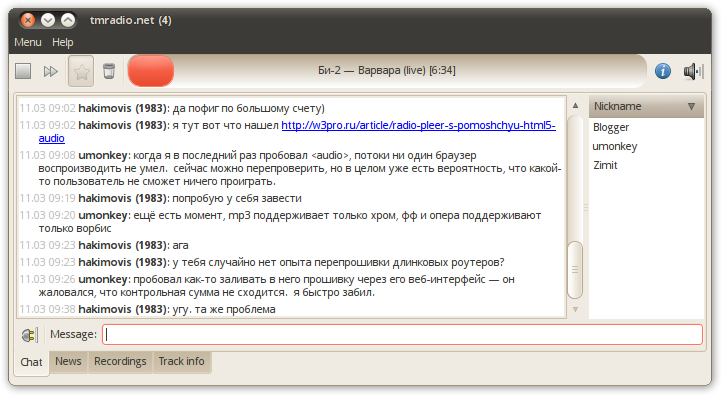 tmradio.net (4)
Menu Help
Би-2 — Варвара (live) [6:34]
11.03 09:02 hakimovis (1983): да пофиг по большому счету)
11.03 09:02 hakimovis (1983): я тут вот что нашел http://w3pro.ru/article/radio-pleer-s-pomoshchyu-html5-
audio
11.03 09:08 umonkey: когда я в последний раз пробовал <audio>, потоки ни один браузер
воспроизводить не умел. сейчас можно перепроверить, но в целом уже есть вероятность, что какой-
то пользователь не сможет ничего проиграть.
11.03 09:19 hakimovis (1983): попробую у себя завести
11.03 09:20 umonkey: ещё есть момент, mp3 поддерживает только хром, фф и опера поддерживают
только ворбис
11.03 09:23 hakimovis (1983): ага
11.03 09:23 hakimovis (1983): у тебя случайно нет опыта перепрошивки длинковых роутеров?
11.03 09:26 umonkey: пробовал как-то заливать в него прошивку через его веб-интерфейс — он
жаловался, что контрольная сумма не сходится. я быстро забил.
11.03 09:38 hakimovis (1983): угу. та же проблема
Nickname
Blogger
umonkey
Zimit
Message:
Chat News Recordings Track info